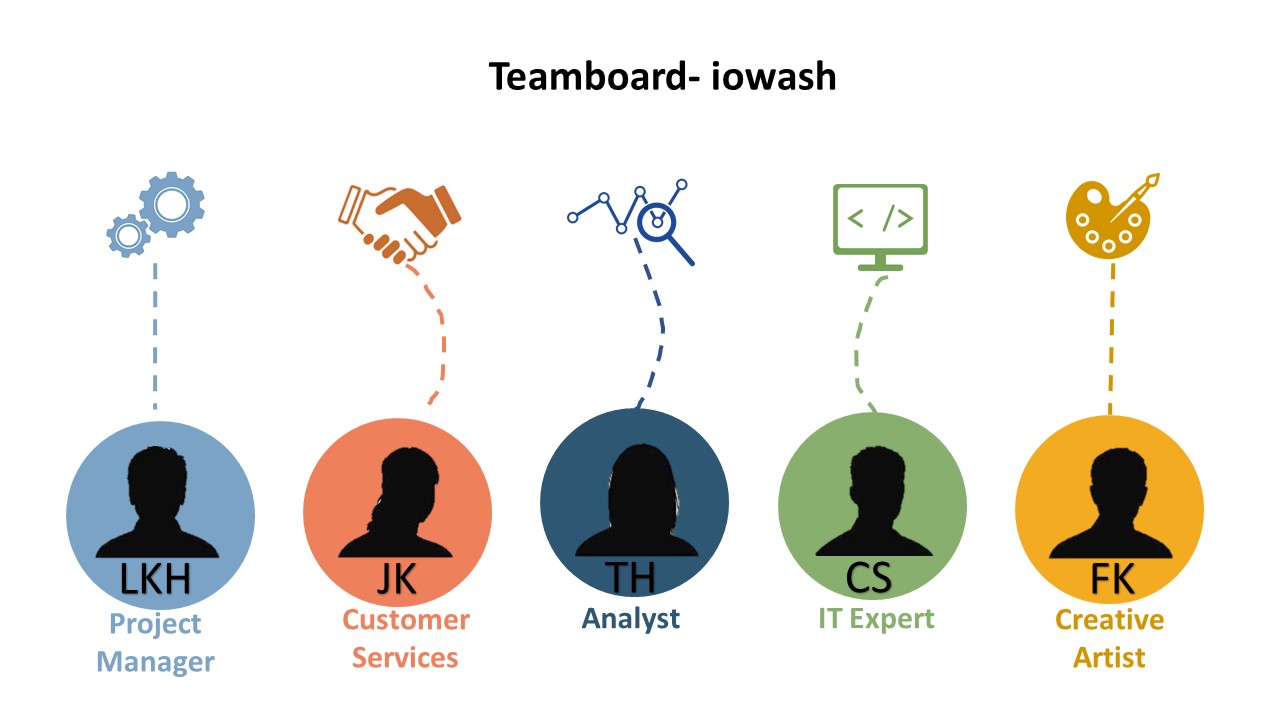 Teamboard- iowash
< />
LKH
JK
TH
CS
FK
Project
Manager
Customer
Services
Analyst
IT Expert
Creative
Artist